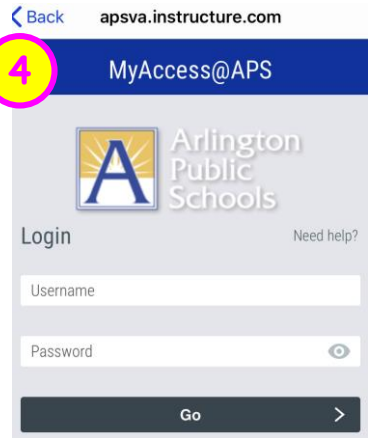 Back apsva.instructure.com
4
MyAccess@APS
A
Arlington
Public
Schools
Login Need help?
Username
Password
Go >